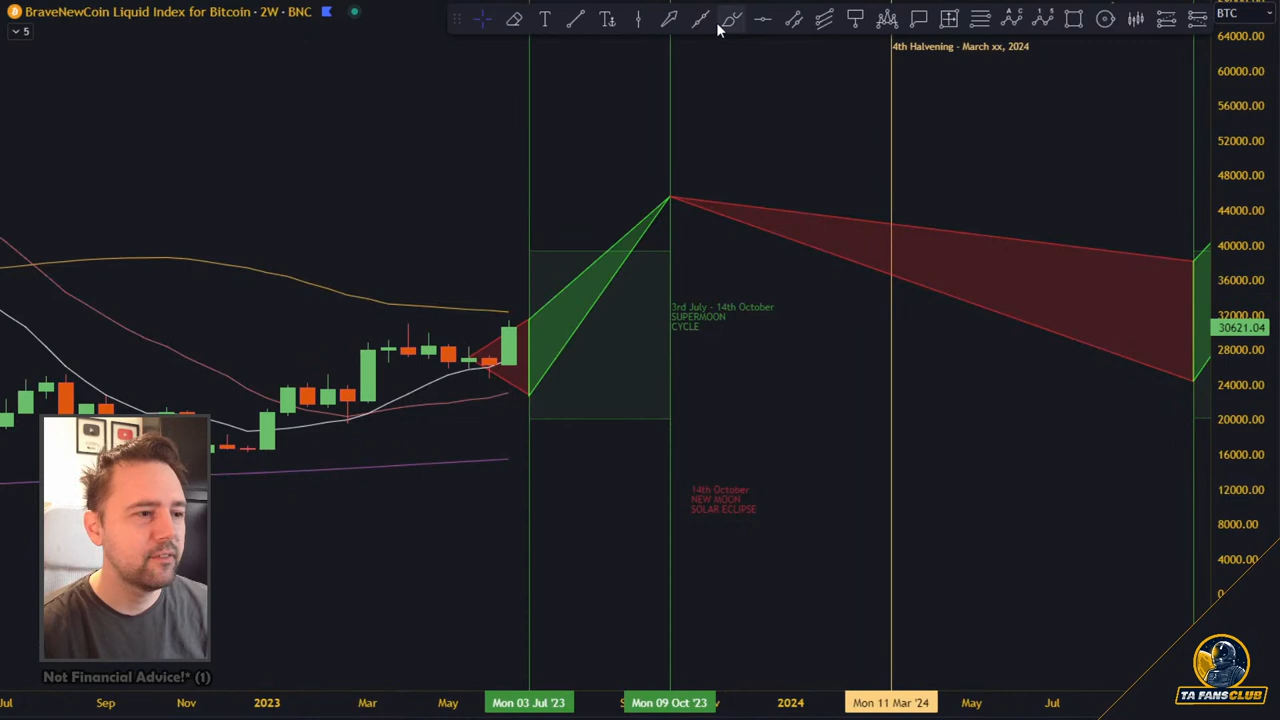 BraveNewCoin Liquid Index for Bitcoin · 2W · BNC
5
BTC
64000.00
60000.00
56000.00
52000.00
48000.00
44000.00
40000.00
36000.00
32000.00
30621.04
28000.00
24000.00
20000.00
16000.00
12000.00
8000.00
4000.00
0
4th Halvening - March xx, 2024
3rd July - 14th October
SUPERMOON
CYCLE
14th October
NEW MOON
SOLAR ECLIPSE
Not Financial Advice!* (1)
TA FANSCLUB
Jul
Sep
Nov
2023
Mar
May
Mon 03 Jul '23
Mon 09 Oct '23
2024
Mon 11 Mar '24
May
Jul